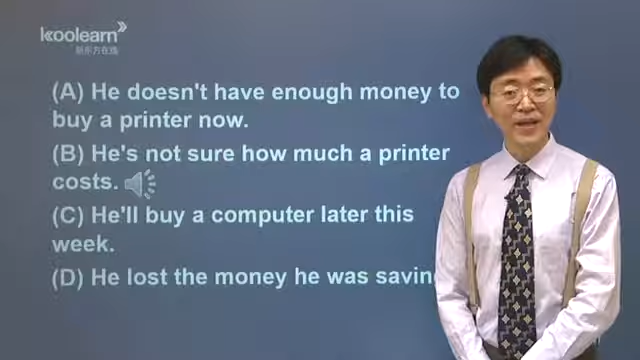 koolearn
新东方在线
(A) He doesn't have enough money to
buy a printer now.
(B) He's not sure how much a printer
costs.
(C) He'll buy a computer later this
week.
(D) He lost the money he was savin